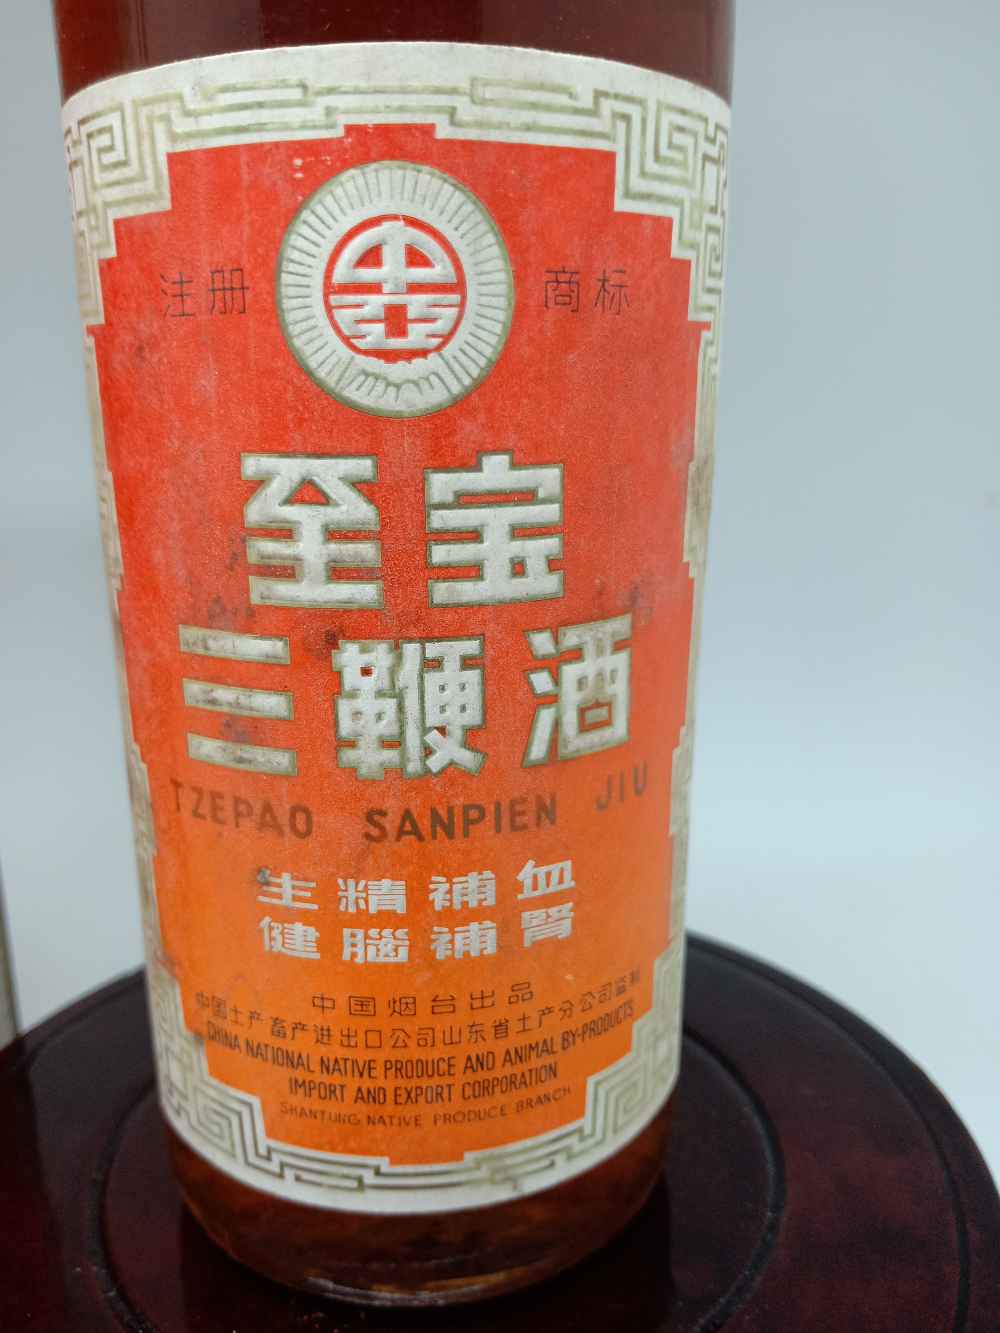 注册 商标
中亚
至宝
三鞭酒
TZEPAO SANPIEN JIU
生精補血
健腦補腎
中国烟台出品
中国土产畜产进出口公司山东省土产分公司监制
CHINA NATIONAL NATIVE PRODUCE AND ANIMAL BY-PRODUCTS
IMPORT AND EXPORT CORPORATION
SHANTUNG NATIVE PRODUCE BRANCH